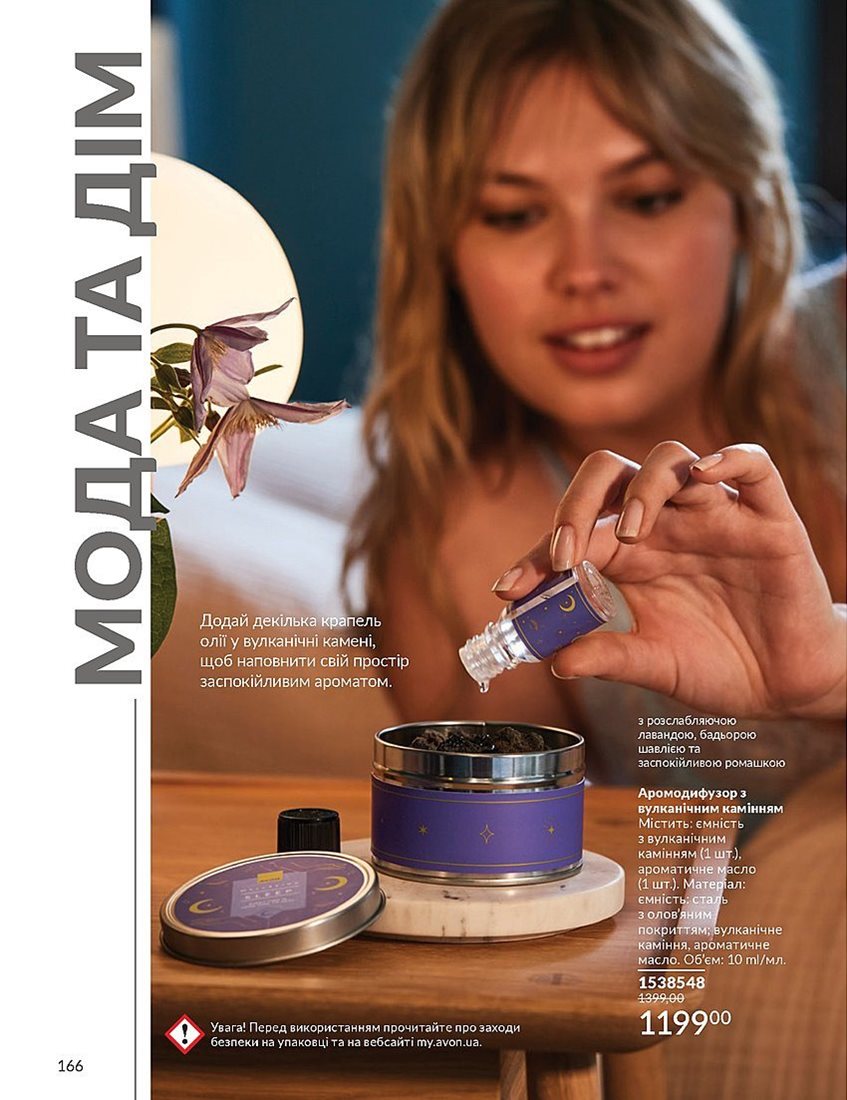 МОДА ТА ДІМ
Додай декілька крапель
олії у вулканічні камені,
щоб наповнити свій простір
заспокійливим ароматом.
з розслабляючою
лавандою, бадьорою
шавлією та
заспокійливою ромашкою
Аромодифузор з
вулканічним камінням
Містить: ємність
з вулканічним
камінням (1 шт.),
ароматичне масло
(1 шт.). Матеріал:
ємність: сталь
з олов'яним
покриттям; вулканічне
каміння, ароматичне
масло. Об'єм: 10 ml/мл.
1538548
1399,00
119900
SLEEP
Увага! Перед використанням прочитайте про заходи
безпеки на упаковці та на вебсайті my.avon.ua.
166